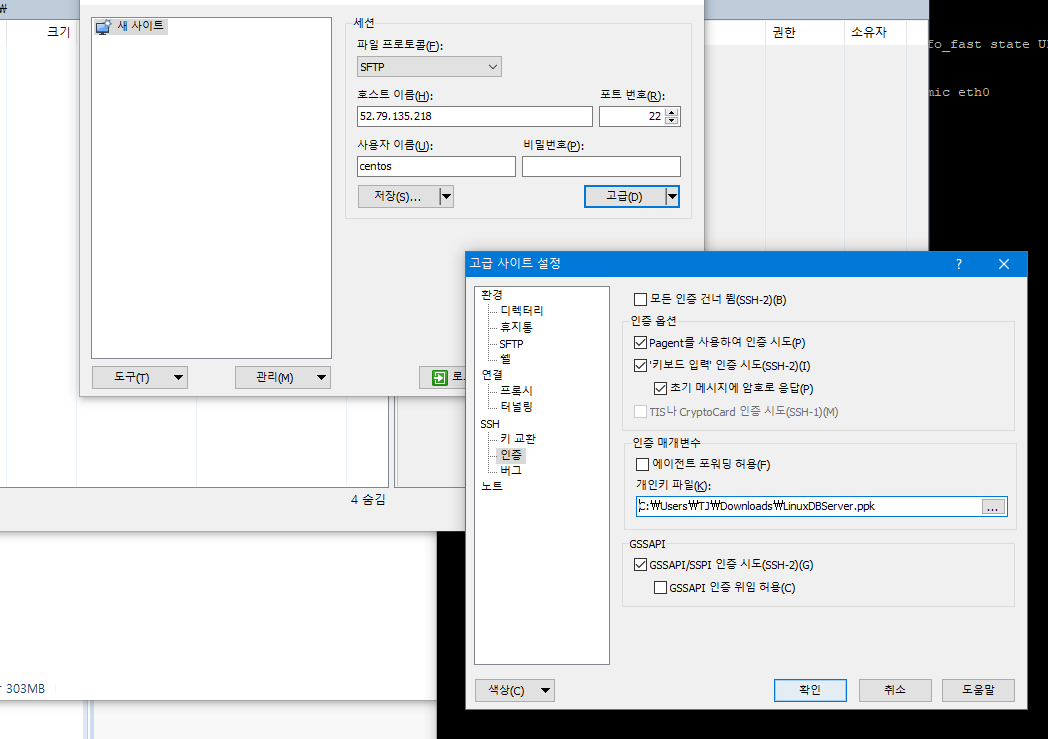 #
크기
새 사이트
세션
파일 프로토콜(F):
SFTP
호스트 이름(H):
포트 번호(R):
52.79.135.218
22
사용자 이름(U):
비밀번호(P):
centos
저장(S)...
고급(D)
도구(T)
관리(M)
로
권한
소유자
fo_fast state U
mic eth0
4 숨김
303MB
고급 사이트 설정
?
환경
디렉터리
휴지통
SFTP
쉘
연결
프록시
터널링
SSH
키 교환
인증
버그
노트
모든 인증 건너 뜀(SSH-2)(B)
인증 옵션
Pagent를 사용하여 인증 시도(P)
'키보드 입력' 인증 시도(SSH-2)(I)
초기 메시지에 암호로 응답(P)
TIS나 CryptoCard 인증 시도(SSH-1)(M)
인증 매개변수
에이전트 포워딩 허용(F)
개인키 파일(K):
C:₩Users₩TJ₩Downloads₩LinuxDBServer.ppk
...
GSSAPI
GSSAPI/SSPI 인증 시도(SSH-2)(G)
GSSAPI 인증 위임 허용(C)
색상(C)
확인
취소
도움말